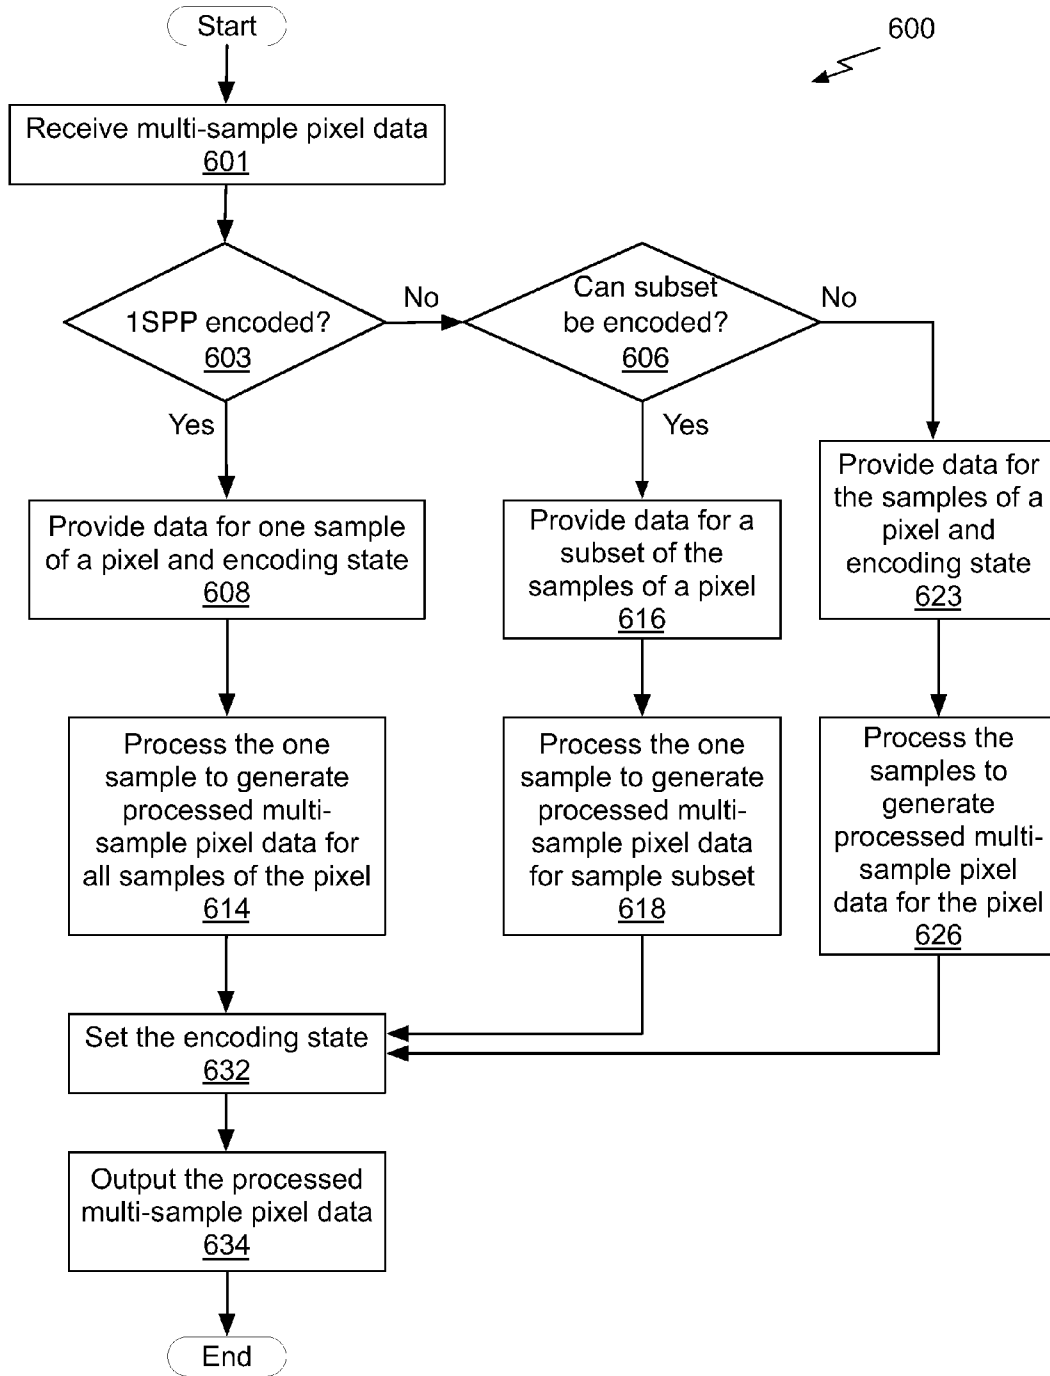 Start
600
Receive multi-sample pixel data
601
1SPP encoded?
603
No
Can subset
be encoded?
606
No
Yes
Yes
Provide data for one sample
of a pixel and encoding state
608
Provide data for a
subset of the
samples of a pixel
616
Provide data for
the samples of a
pixel and
encoding state
623
Process the one
sample to generate
processed multi-
sample pixel data for
all samples of the pixel
614
Process the one
sample to generate
processed multi-
sample pixel data
for sample subset
618
Process the
samples to
generate
processed multi-
sample pixel
data for the pixel
626
Set the encoding state
632
Output the processed
multi-sample pixel data
634
End